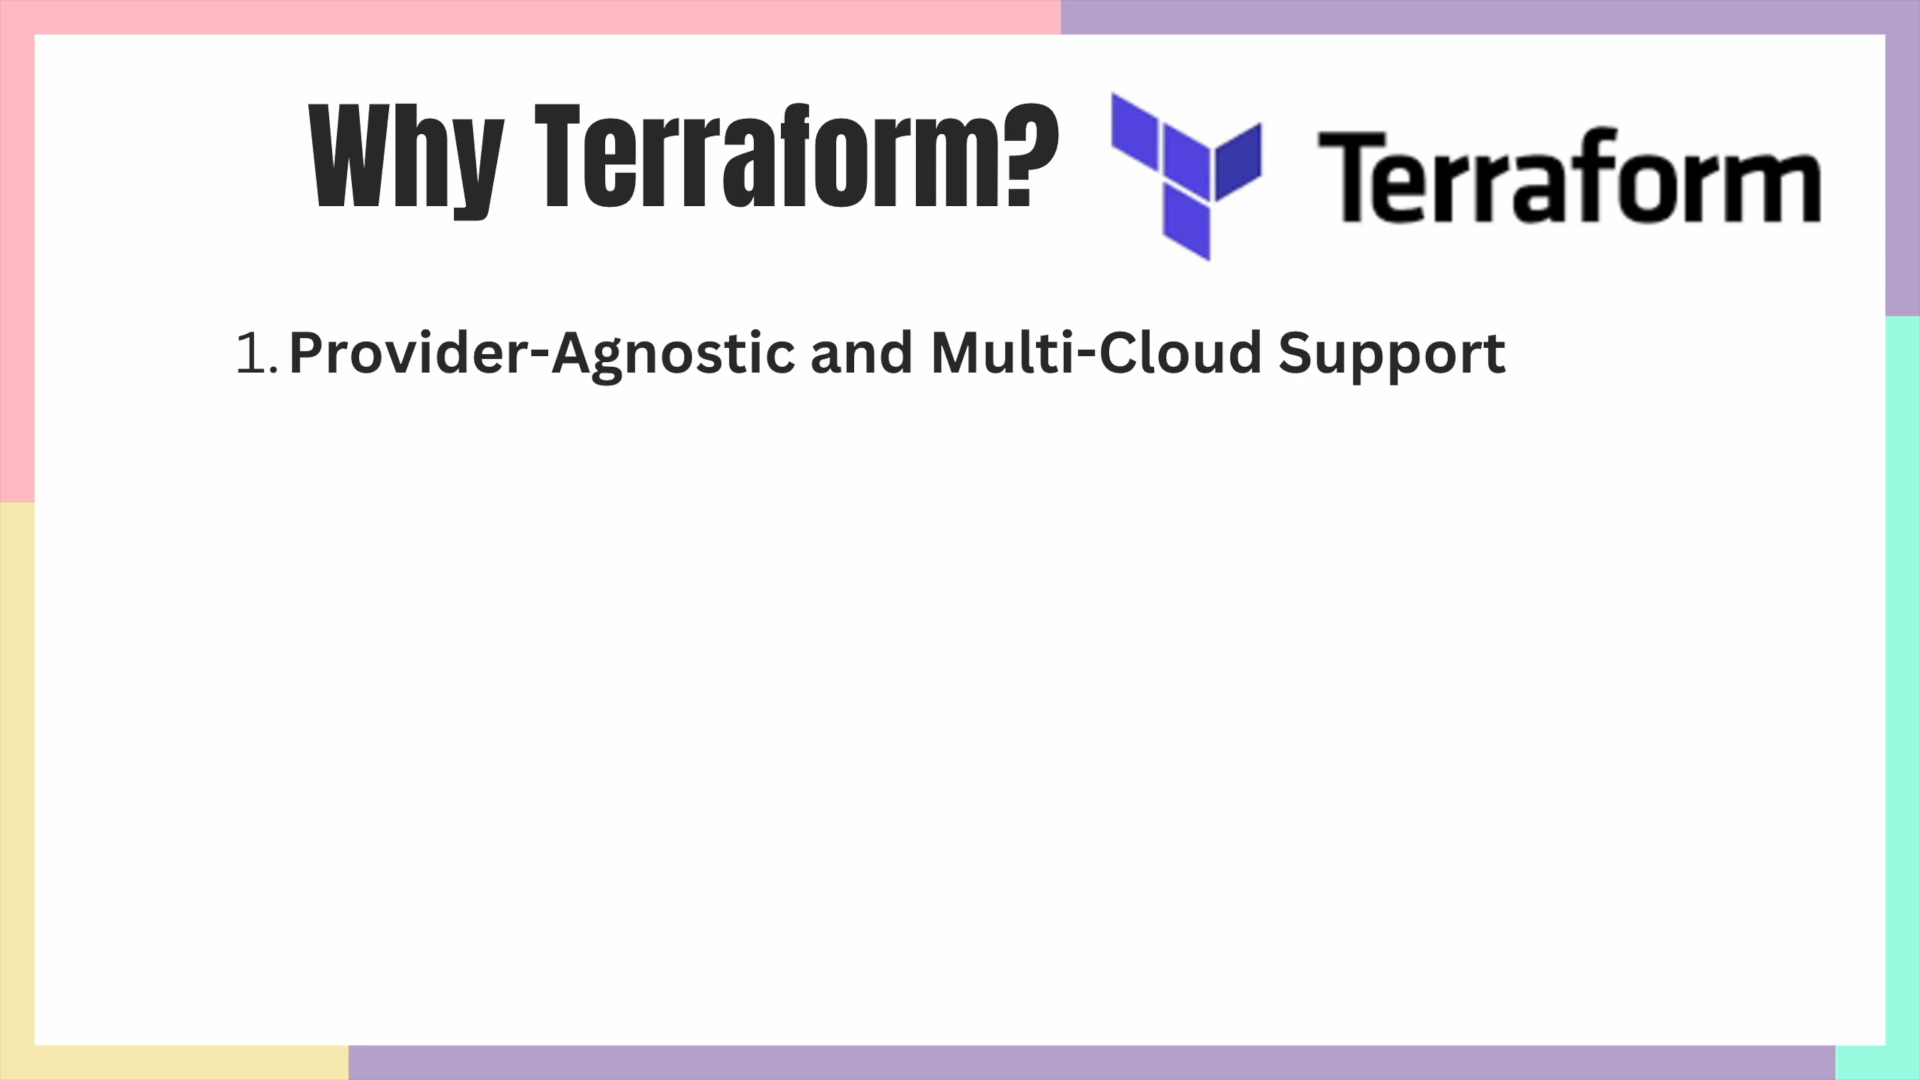 Why Terraform?
Terraform
1. Provider-Agnostic and Multi-Cloud Support